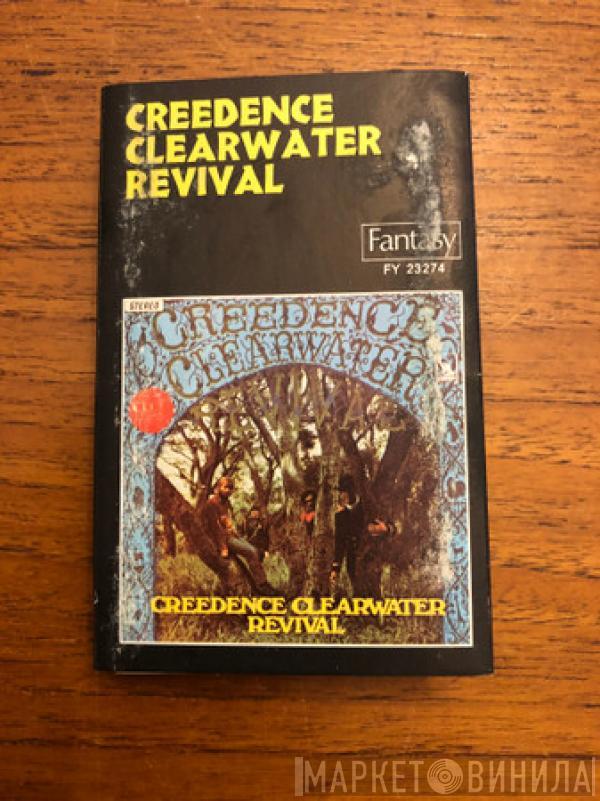 CREEDENCE
CLEARWATER
REVIVAL
Fantasy
FY 23274
STEREO
CREEDENCE
CLEARWATER
REVIVAL
CREEDENCE CLEARWATER
REVIVAL
МАРКЕТ ВИНИЛА